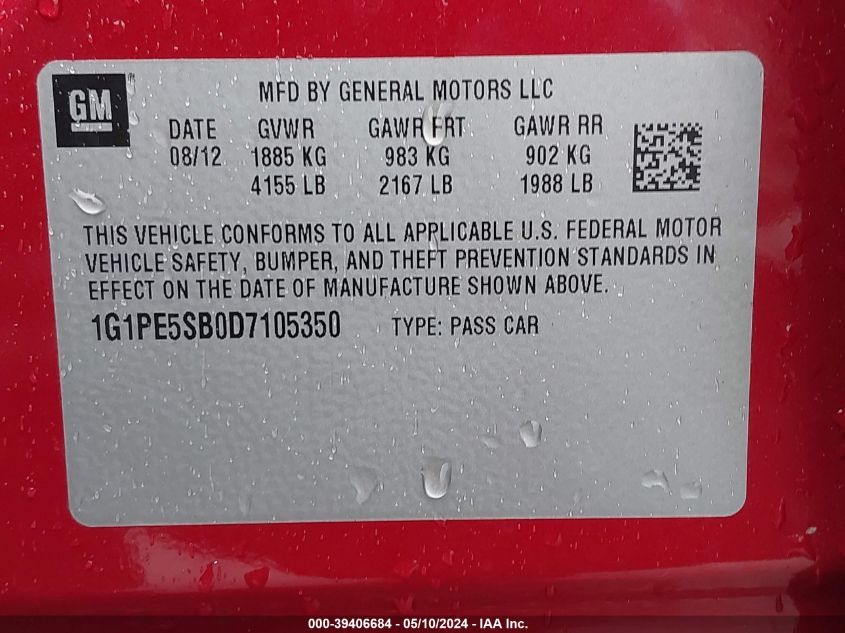 GM
MFD BY GENERAL MOTORS LLC
DATE GVWR GAWR FRT GAWR RR
08/12 1885 KG 983 KG 902 KG
4155 LB 2167 LB 1988 LB
THIS VEHICLE CONFORMS TO ALL APPLICABLE U.S. FEDERAL MOTOR
VEHICLE SAFETY, BUMPER, AND THEFT PREVENTION STANDARDS IN
EFFECT ON THE DATE OF MANUFACTURE SHOWN ABOVE.
1G1PE5SB0D7105350 TYPE: PASS CAR
000-39406684 - 05/10/2024 - IAA Inc.